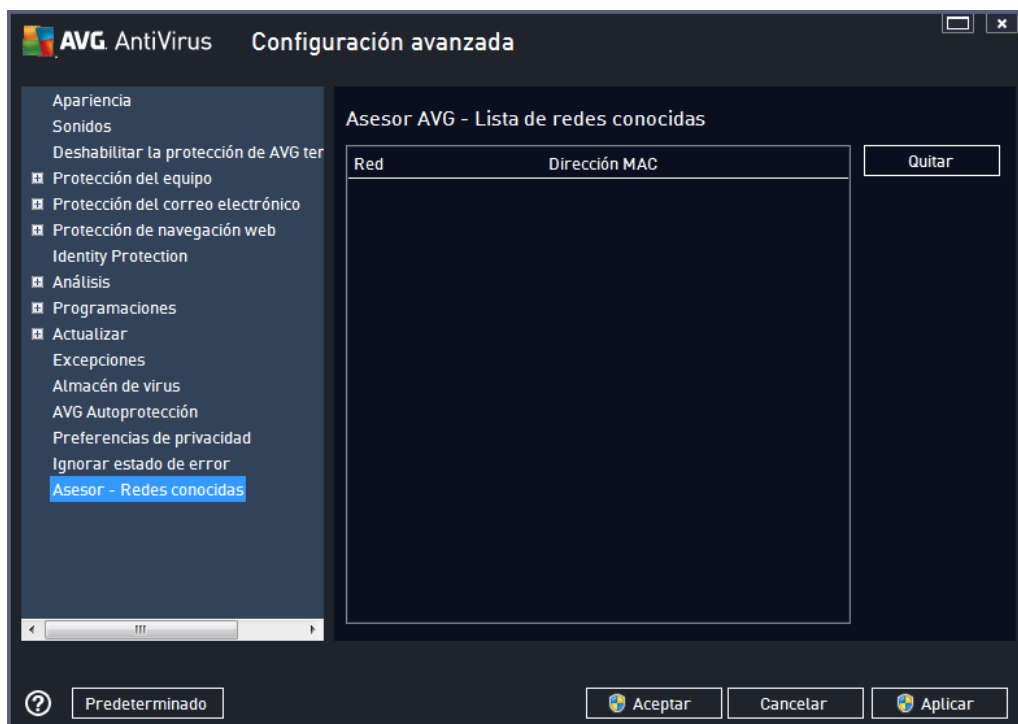 AVG. AntiVirus Configuración avanzada
Apariencia
Sonidos
Deshabilitar la protección de AVG ter
Protección del equipo
Protección del correo electrónico
Protección de navegación web
Identity Protection
Análisis
Programaciones
Actualizar
Excepciones
Almacén de virus
AVG Autoprotección
Preferencias de privacidad
Ignorar estado de error
Asesor - Redes conocidas
Asesor AVG - Lista de redes conocidas
Red Dirección MAC
Quitar
Predeterminado
Aceptar
Cancelar
Aplicar